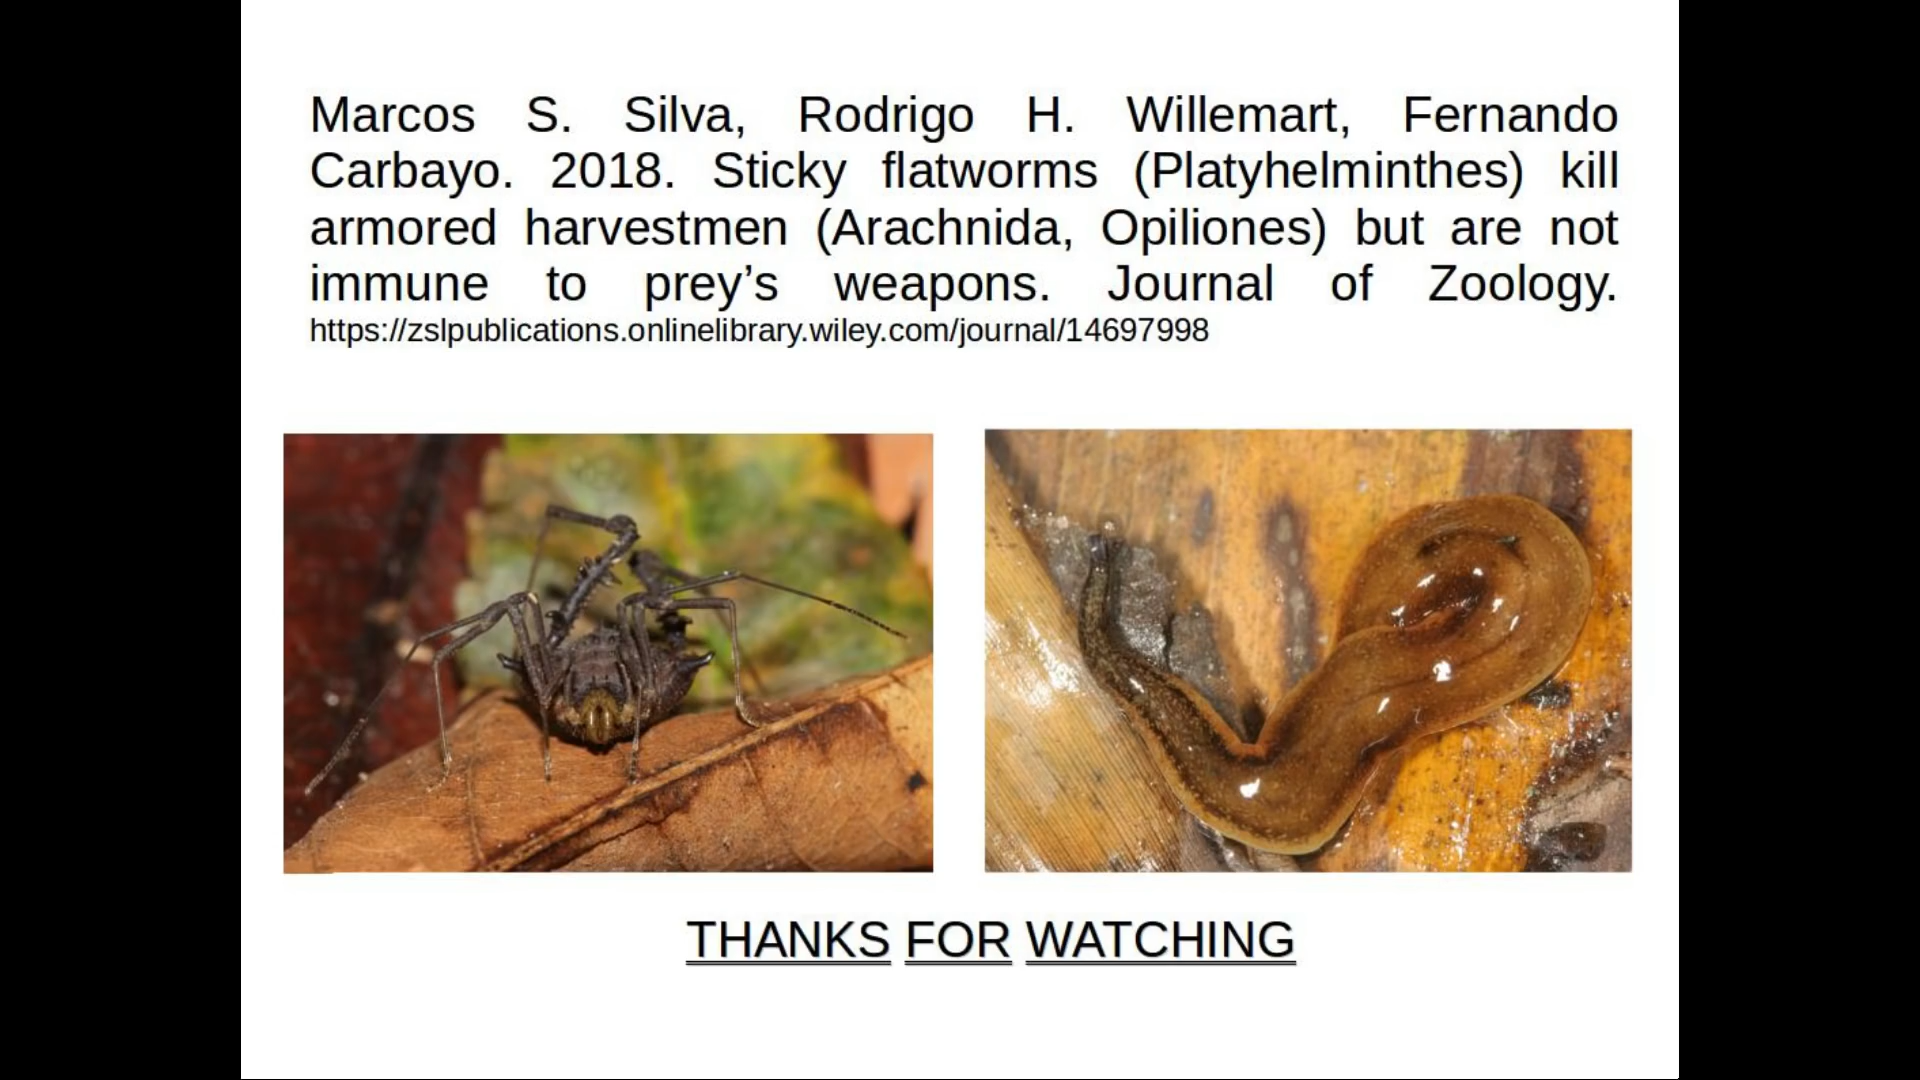 Marcos S. Silva, Rodrigo H. Willemart, Fernando
Carbayo. 2018. Sticky flatworms (Platyhelminthes) kill
armored harvestmen (Arachnida, Opiliones) but are not
immune to prey’s weapons. Journal of Zoology.
https://zslpublications.onlinelibrary.wiley.com/journal/14697998
THANKS FOR WATCHING